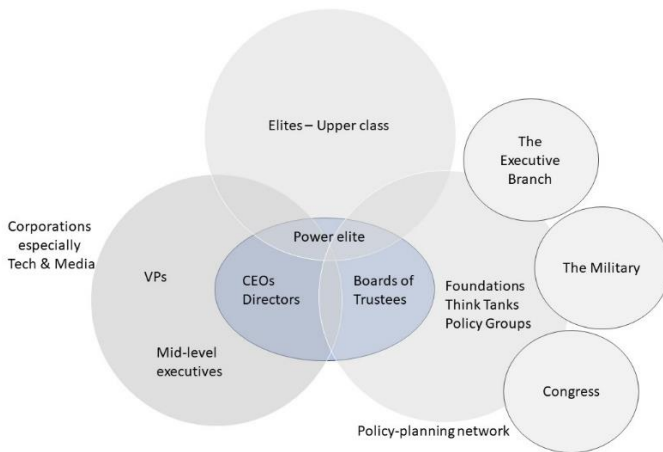 Elites – Upper class
The
Executive
Branch
Corporations
especially
Tech & Media
Power elite
VPs
CEOs
Directors
Boards of
Trustees
Foundations
Think Tanks
Policy Groups
The Military
Mid-level
executives
Congress
Policy-planning network